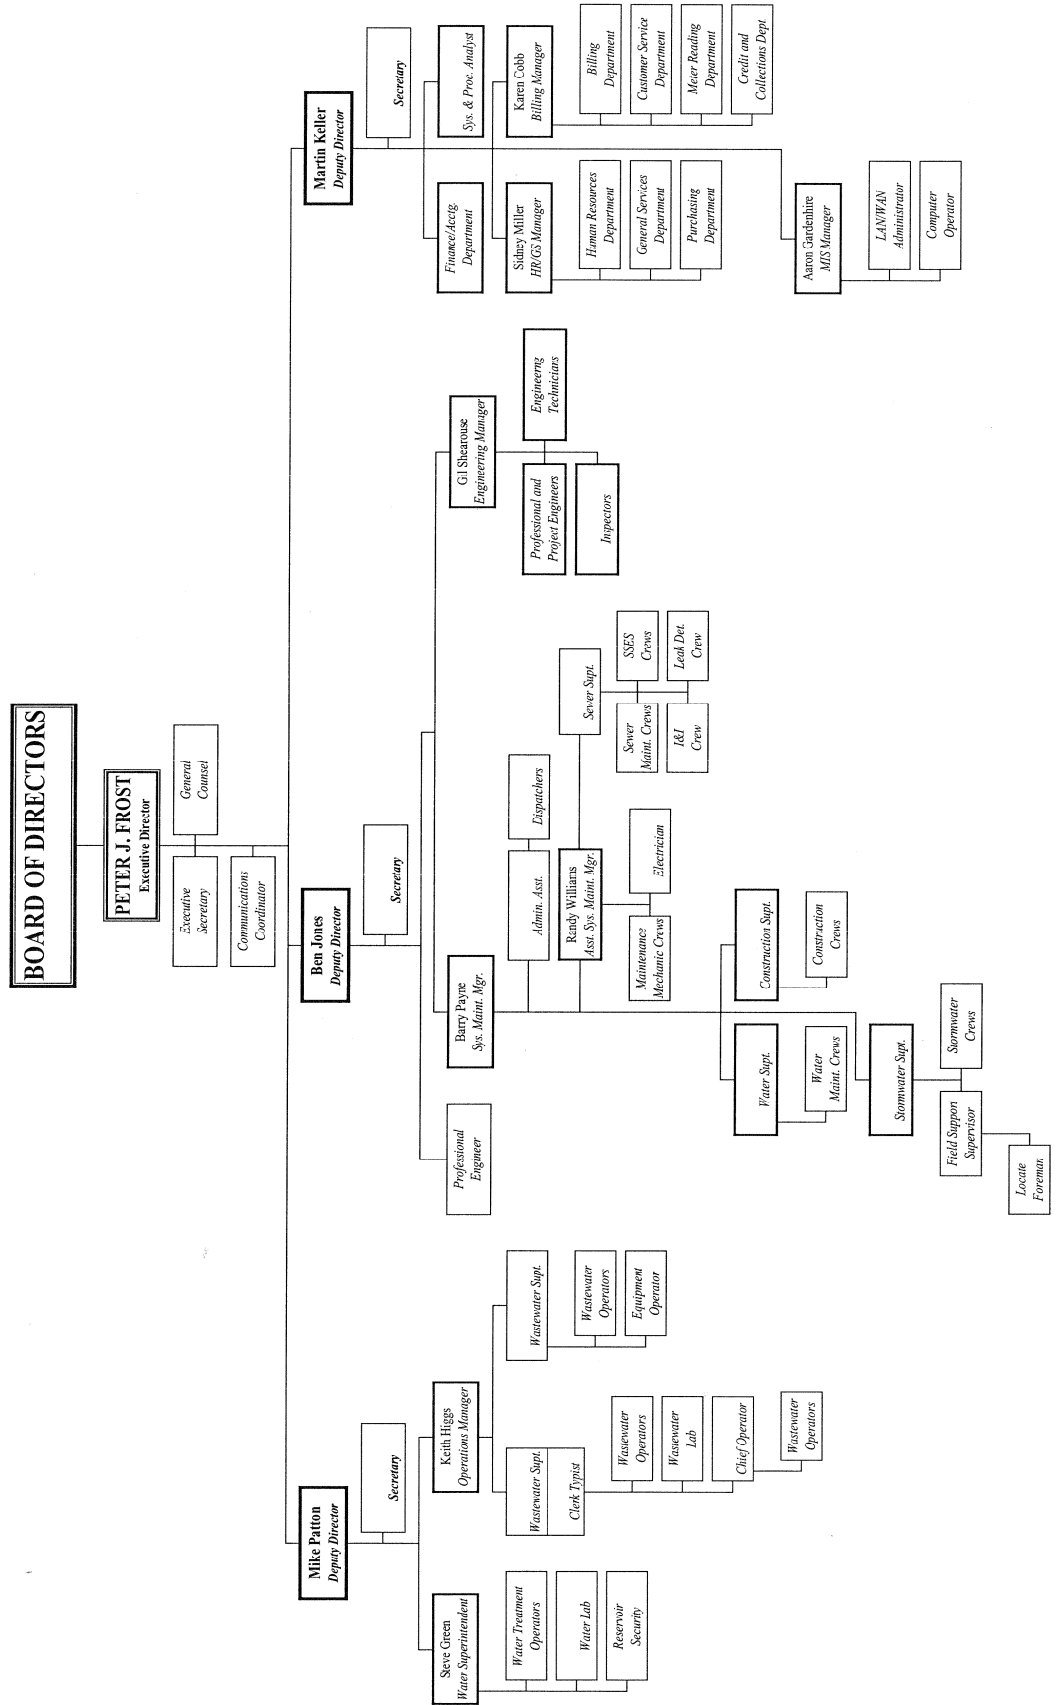 BOARD OF DIRECTORS
PETER J. FROST
Executive Director
Executive
Secretary
General
Counsel
Communications
Coordinator
Mike Patton
Deputy Director
Secretary
Steve Green
Water Superintendent
Water Treatment
Operators
Water Lab
Reservoir
Security
Keith Higgs
Operations Manager
Wastewater Supt.
Clerk Typist
Wastewater
Operators
Wastewater
Lab
Chief Operator
Wastewater
Operators
Wastewater Supt.
Wastewater
Operators
Equipment
Operator
Ben Jones
Deputy Director
Secretary
Professional
Engineer
Barry Payne
Sys. Maint. Mgr.
Admin. Asst.
Dispatchers
Randy Williams
Asst. Sys. Maint. Mgr.
Maintenance
Mechanic Crews
Electrician
Sewer Supt.
Sewer
Maint. Crews
SSES
Crews
I&I
Crew
Leak Det.
Crew
Water Supt.
Water
Maint. Crews
Construction Supt.
Construction
Crews
Stormwater Supt.
Field Support
Supervisor
Stormwater
Crews
Locate
Foreman
Gil Shearouse
Engineering Manager
Professional and
Project Engineers
Engineerng
Technicians
Inspectors
Martin Keller
Deputy Director
Secretary
Finance/Acctg.
Department
Sys. & Proc. Analyst
Sidney Miller
HR/GS Manager
Human Resources
Department
General Services
Department
Purchasing
Department
Karen Cobb
Billing Manager
Billing
Department
Customer Service
Department
Meter Reading
Department
Credit and
Collections Dept.
Aaron Gardenhire
MIS Manager
LAN/WAN
Administrator
Computer
Operator